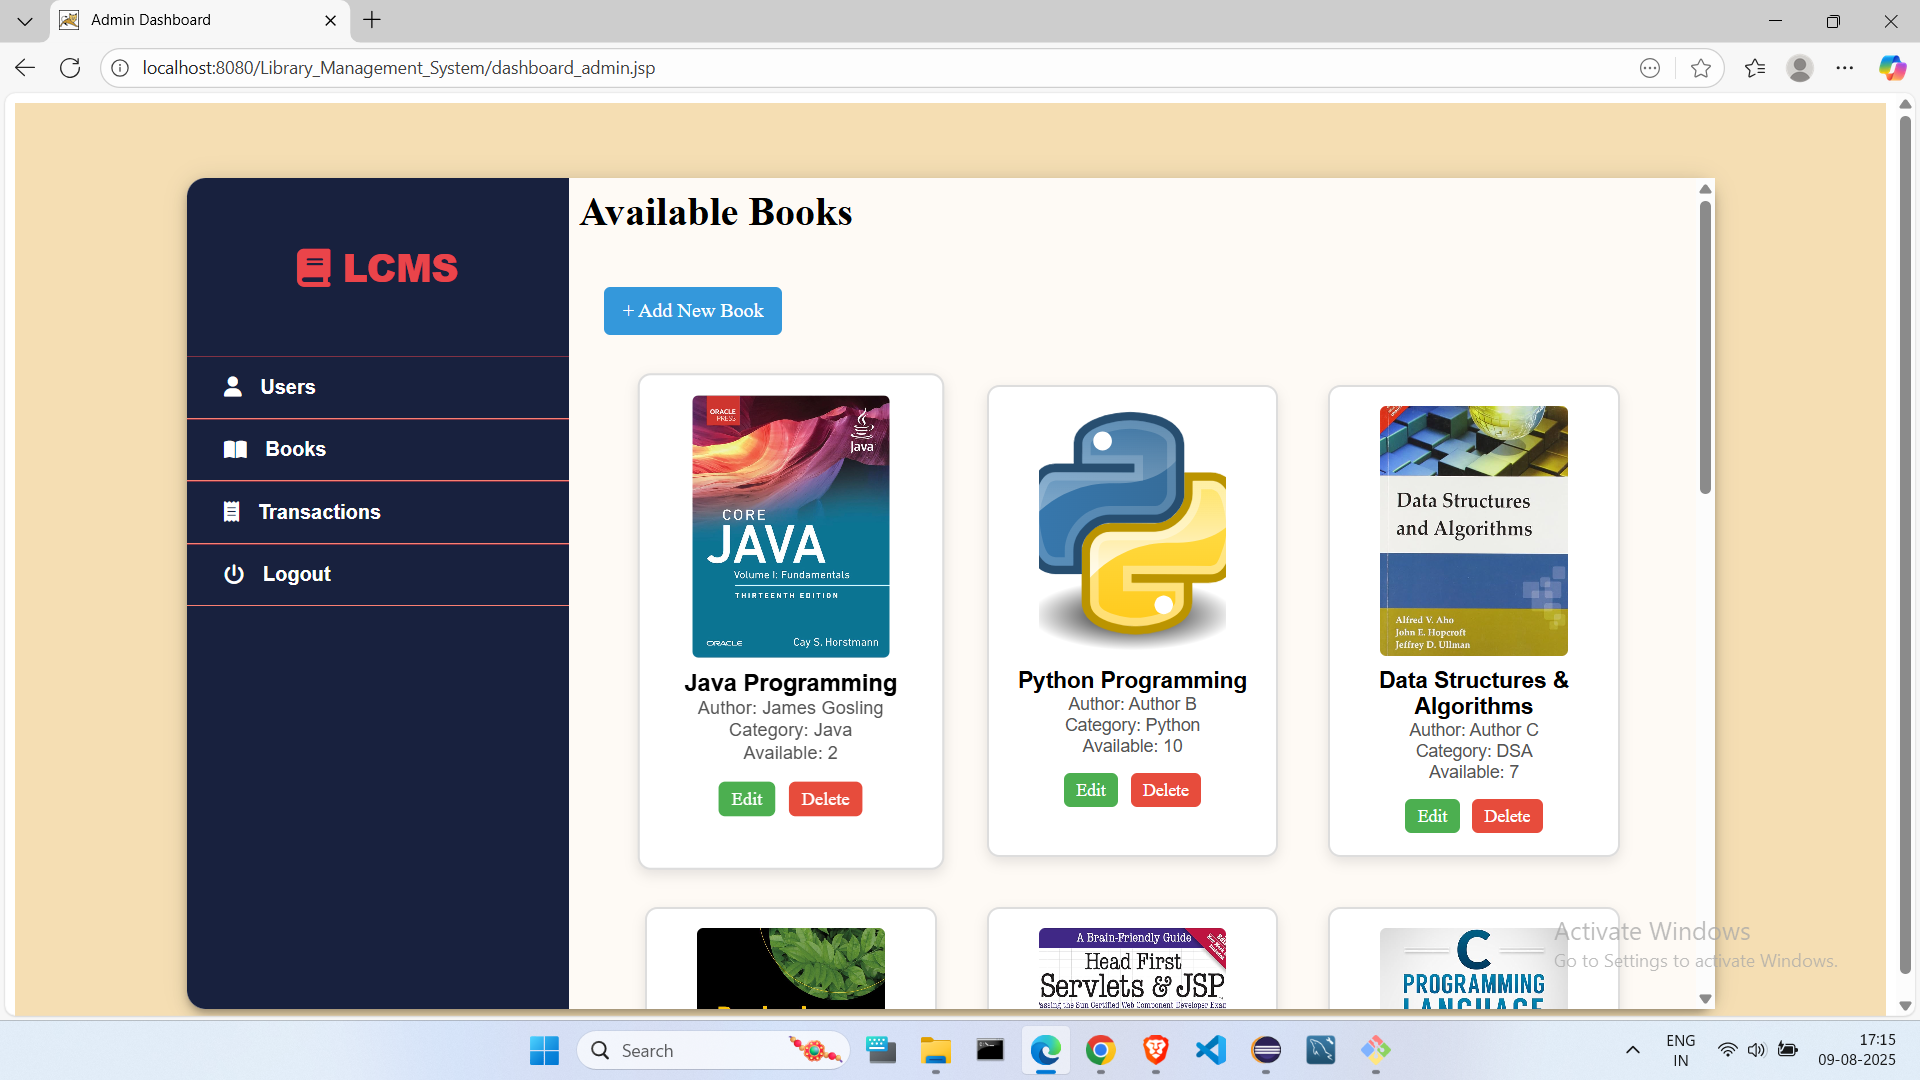 Admin Dashboard
localhost:8080/Library_Management_System/dashboard_admin.jsp
LCMS
Users
Books
Transactions
Logout
Available Books
+ Add New Book
ORACLE
PRESS
Java
CORE
JAVA
Volume I: Fundamentals
THIRTEENTH EDITION
ORACLE
Cay S. Horstmann
Java Programming
Author: James Gosling
Category: Java
Available: 2
Edit Delete
Python Programming
Author: Author B
Category: Python
Available: 10
Edit Delete
Data Structures
and Algorithms
Alfred V. Aho
John E. Hopcroft
Jeffrey D. Ullman
Data Structures &
Algorithms
Author: Author C
Category: DSA
Available: 7
Edit Delete
A Brain-Friendly Guide
Head First
Servlets & JSP
C
PROGRAMMING
LANGUAGE
Activate Windows
Go to Settings to activate Windows.
Search
ENG
IN
17:15
09-08-2025